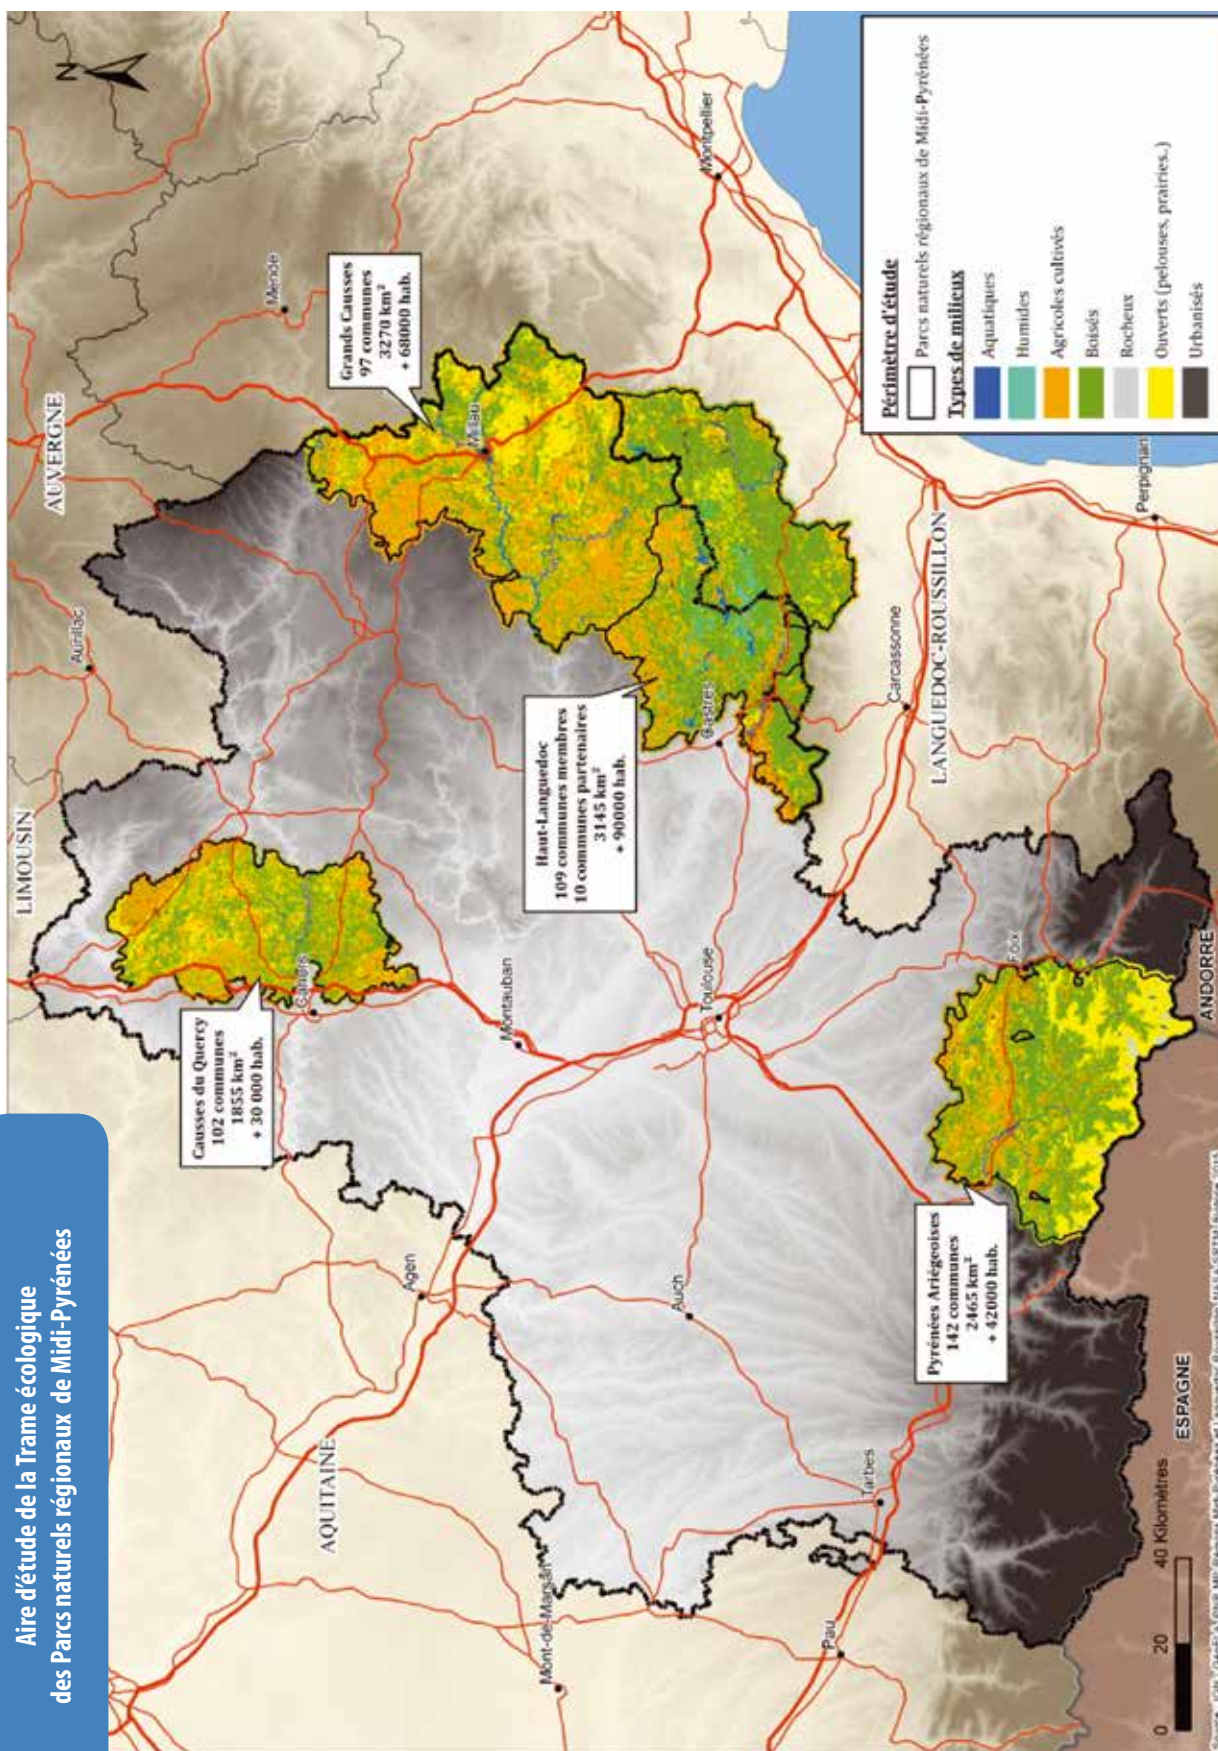 Aire d'étude de la Trame écologique
des Parcs naturels régionaux de Midi-Pyrénées
N
LIMOUSIN
AUVERGNE
AQUITAINE
LANGUEDOC-ROUSSILLON
ESPAGNE
ANDORRE
Aurillac
Mende
Millau
Cahors
Montauban
Agen
Mont-de-Marsan
Auch
Toulouse
Castres
Montpellier
Carcassonne
Perpignan
Foix
Tarbes
Pau
Causses du Quercy
102 communes
1855 km²
+ 30 000 hab.
Grands Causses
97 communes
3270 km²
+ 68000 hab.
Haut-Languedoc
109 communes membres
10 communes partenaires
3145 km²
+ 90000 hab.
Pyrénées Ariégeoises
142 communes
2465 km²
+ 42000 hab.
Périmètre d'étude
Parcs naturels régionaux de Midi-Pyrénées
Types de milieux
Aquatiques
Humides
Agricoles cultivés
Boisés
Rocheux
Ouverts (pelouses, prairies..)
Urbanisés
0 20 40 Kilomètres